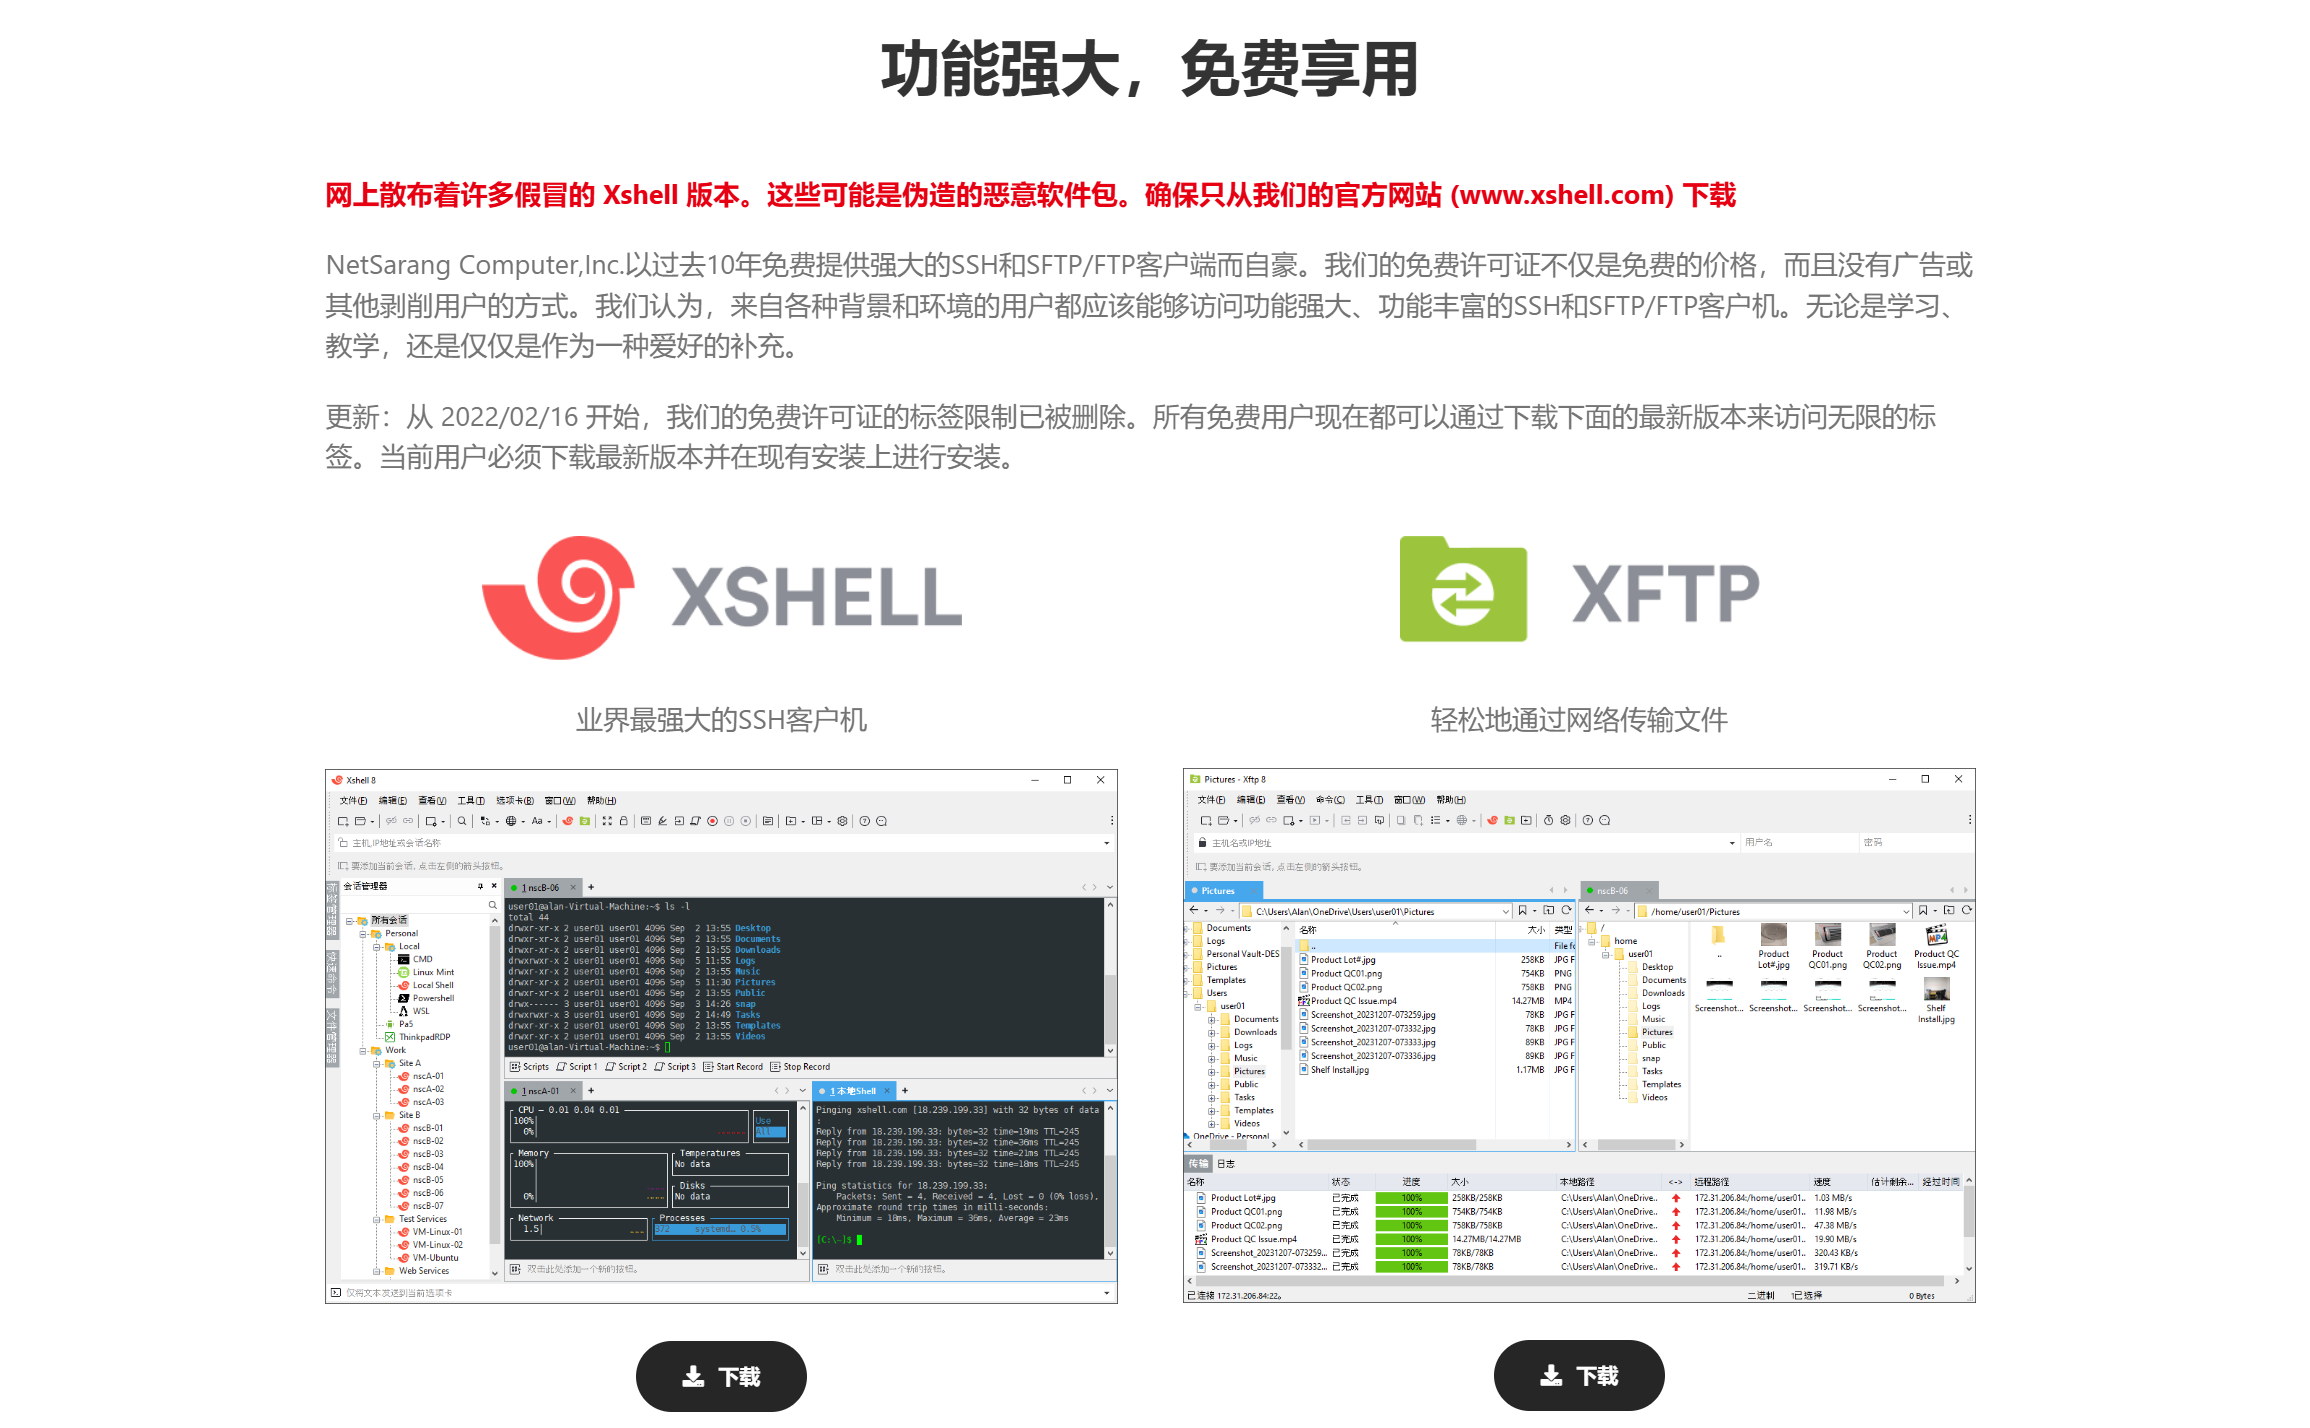 功能强大，免费享用
网上散布着许多假冒的 Xshell 版本。这些可能是伪造的恶意软件包。确保只从我们的官方网站 (www.xshell.com) 下载
NetSarang Computer,Inc.以过去10年免费提供强大的SSH和SFTP/FTP客户端而自豪。我们的免费许可证不仅是免费的价格，而且没有广告或
其他剥削用户的方式。我们认为，来自各种背景和环境的用户都应该能够访问功能强大、功能丰富的SSH和SFTP/FTP客户机。无论是学习、
教学，还是仅仅是作为一种爱好的补充。
更新：从 2022/02/16 开始，我们的免费许可证的标签限制已被删除。所有免费用户现在都可以通过下载下面的最新版本来访问无限的标
签。当前用户必须下载最新版本并在现有安装上进行安装。
XSHELL
业界最强大的SSH客户机
Xshell 8
文件(F) 编辑(E) 查看(V) 工具(T) 选项卡(B) 窗口(W) 帮助(H)
主机,IP地址或会话名称
要添加当前会话, 点击左侧的箭头按钮。
会话管理器
所有会话
Personal
Local
CMD
Linux Mint
Local Shell
Powershell
WSL
Pa5
ThinkpadRDP
Work
Site A
nscA-01
nscA-02
nscA-03
Site B
nscB-01
nscB-02
nscB-03
nscB-04
nscB-05
nscB-06
nscB-07
Test Services
VM-Linux-01
VM-Linux-02
VM-Ubuntu
Web Services
1 nscB-06
user01@alan-Virtual-Machine:~$ ls -l
total 44
drwxr-xr-x 2 user01 user01 4096 Sep  2 13:55 Desktop
drwxr-xr-x 2 user01 user01 4096 Sep  2 13:55 Documents
drwxr-xr-x 2 user01 user01 4096 Sep  2 13:55 Downloads
drwxrwxr-x 2 user01 user01 4096 Sep  5 11:55 Logs
drwxr-xr-x 2 user01 user01 4096 Sep  2 13:55 Music
drwxr-xr-x 2 user01 user01 4096 Sep  5 11:30 Pictures
drwxr-xr-x 2 user01 user01 4096 Sep  2 13:55 Public
drwx------ 3 user01 user01 4096 Sep  3 14:26 snap
drwxrwxr-x 3 user01 user01 4096 Sep  2 14:49 Tasks
drwxr-xr-x 2 user01 user01 4096 Sep  2 13:55 Templates
drwxr-xr-x 2 user01 user01 4096 Sep  2 13:55 Videos
user01@alan-Virtual-Machine:~$
Scripts Script 1 Script 2 Script 3 Start Record Stop Record
1 nscA-01
CPU - 0.01 0.04 0.01
100%
0%
Use
All
Memory
100%
0%
Temperatures
No data
Disks
No data
Network
1.5
Processes
systemd… 0.5%
双击此处添加一个新的按钮。
1 本地Shell
Pinging xshell.com [18.239.199.33] with 32 bytes of data
:
Reply from 18.239.199.33: bytes=32 time=19ms TTL=245
Reply from 18.239.199.33: bytes=32 time=36ms TTL=245
Reply from 18.239.199.33: bytes=32 time=21ms TTL=245
Reply from 18.239.199.33: bytes=32 time=18ms TTL=245
Ping statistics for 18.239.199.33:
Packets: Sent = 4, Received = 4, Lost = 0 (0% loss),
Approximate round trip times in milli-seconds:
Minimum = 18ms, Maximum = 36ms, Average = 23ms
[C:\~]$
双击此处添加一个新的按钮。
仅将文本发送到当前选项卡
下载
XFTP
轻松地通过网络传输文件
Pictures - Xftp 8
文件(F) 编辑(E) 查看(V) 命令(C) 工具(T) 窗口(W) 帮助(H)
主机名或IP地址 用户名 密码
要添加当前会话, 点击左侧的箭头按钮。
Pictures
C:\Users\Alan\OneDrive\Users\user01\Pictures
Documents
Logs
Personal Vault-DES
Pictures
Templates
Users
user01
Documents
Downloads
Logs
Music
Pictures
Public
Tasks
Templates
Videos
OneDrive - Personal
名称 大小 类型
.. File fo
Product Lot#.jpg 258KB JPG F
Product QC01.png 754KB PNG
Product QC02.png 758KB PNG
Product QC Issue.mp4 14.27MB MP4
Screenshot_20231207-073259.jpg 78KB JPG F
Screenshot_20231207-073332.jpg 78KB JPG F
Screenshot_20231207-073333.jpg 89KB JPG F
Screenshot_20231207-073336.jpg 89KB JPG F
Shelf Install.jpg 1.17MB JPG F
nscB-06
/home/user01/Pictures
/
home
user01
Desktop
Documents
Downloads
Logs
Music
Pictures
Public
snap
Tasks
Templates
Videos
..
Product Lot#.jpg
Product QC01.png
Product QC02.png
Product QC Issue.mp4
Screenshot... Screenshot... Screenshot... Screenshot...
Shelf Install.jpg
传输 日志
名称 状态 进度 大小 本地路径 <-> 远程路径 速度 估计剩余... 经过时间
Product Lot#.jpg 已完成 100% 258KB/258KB C:\Users\Alan\OneDrive.. 172.31.206.84:/home/user01.. 1.03 MB/s
Product QC01.png 已完成 100% 754KB/754KB C:\Users\Alan\OneDrive.. 172.31.206.84:/home/user01.. 11.98 MB/s
Product QC02.png 已完成 100% 758KB/758KB C:\Users\Alan\OneDrive.. 172.31.206.84:/home/user01.. 47.38 MB/s
Product QC Issue.mp4 已完成 100% 14.27MB/14.27MB C:\Users\Alan\OneDrive.. 172.31.206.84:/home/user01.. 19.90 MB/s
Screenshot_20231207-073259... 已完成 100% 78KB/78KB C:\Users\Alan\OneDrive.. 172.31.206.84:/home/user01.. 320.43 KB/s
Screenshot_20231207-073332... 已完成 100% 78KB/78KB C:\Users\Alan\OneDrive.. 172.31.206.84:/home/user01.. 319.71 KB/s
已连接 172.31.206.84:22。 二进制 1已选择 0 Bytes
下载